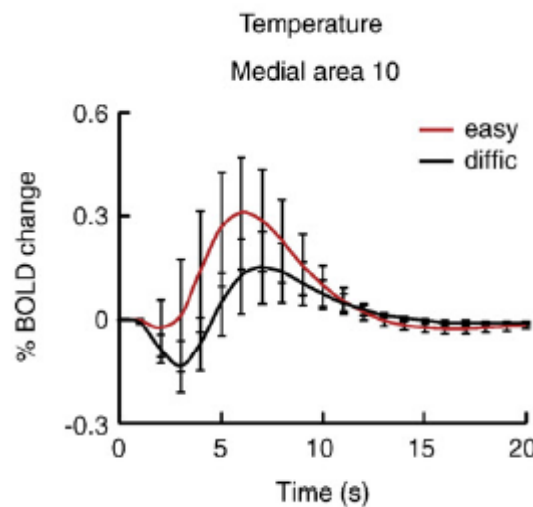 Temperature
Medial area 10
0.6
easy
diffic
0.3
% BOLD change
0
-0.3
0 5 10 15 20
Time (s)